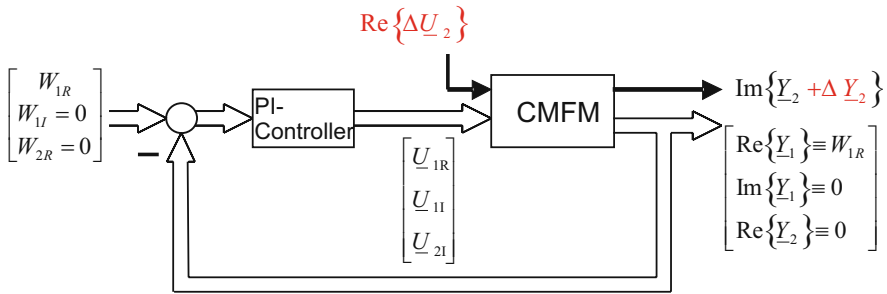 Re{ΔU̲ ₂}
W₁R
W₁I = 0
W₂R = 0
PI-
Controller
CMFM
Im{Y̲₂ +Δ Y̲₂}
Re{Y̲₁} ≡ W₁R
Im{Y̲₁} ≡ 0
Re{Y̲₂} ≡ 0
U̲ ₁R
U̲ ₁I
U̲ ₂I
−